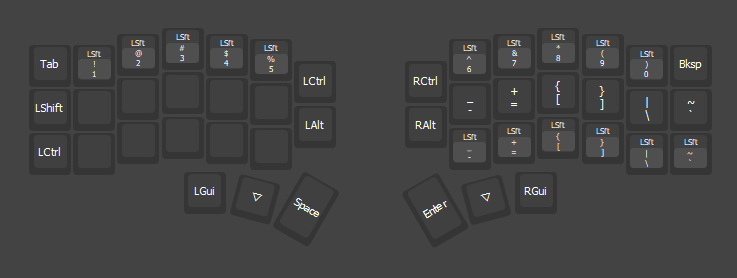 Tab
LSft
!
1
LSft
@
2
LSft
#
3
LSft
$
4
LSft
%
5
LCtrl
RCtrl
LSft
^
6
LSft
&
7
LSft
*
8
LSft
(
9
LSft
)
0
Bksp
LShift
LAlt
RAlt
_
-
+
=
{
[
}
]
|
\
~
`
LCtrl
LSft
_
-
LSft
+
=
LSft
{
[
LSft
}
]
LSft
|
\
LSft
~
`
LGui
▽
Space
Enter
▽
RGui